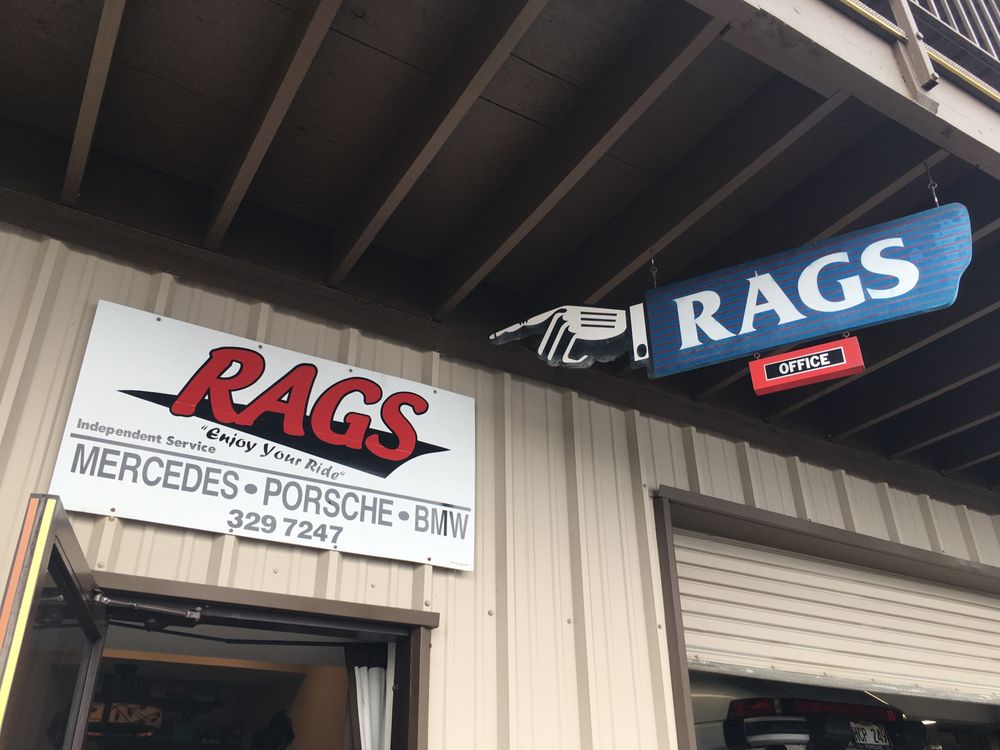 RAGS
"Enjoy Your Ride"
Independent Service
MERCEDES • PORSCHE • BMW
329 7247
RAGS
OFFICE